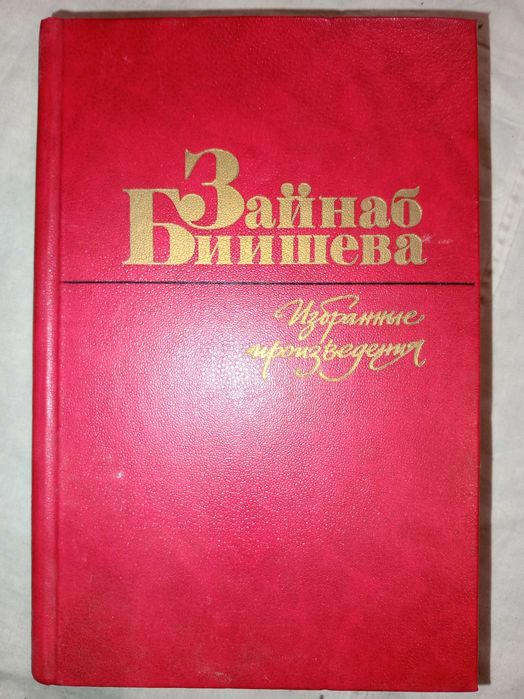 Зайнаб
Биишева
Избранные
произведения